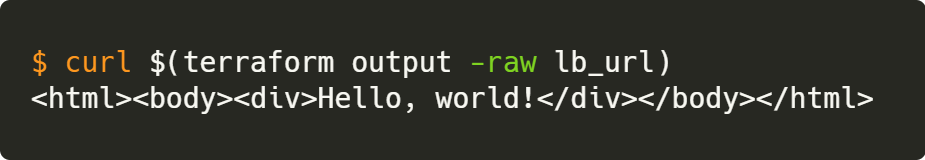 $ curl $(terraform output -raw lb_url)
<html><body><div>Hello, world!</div></body></html>